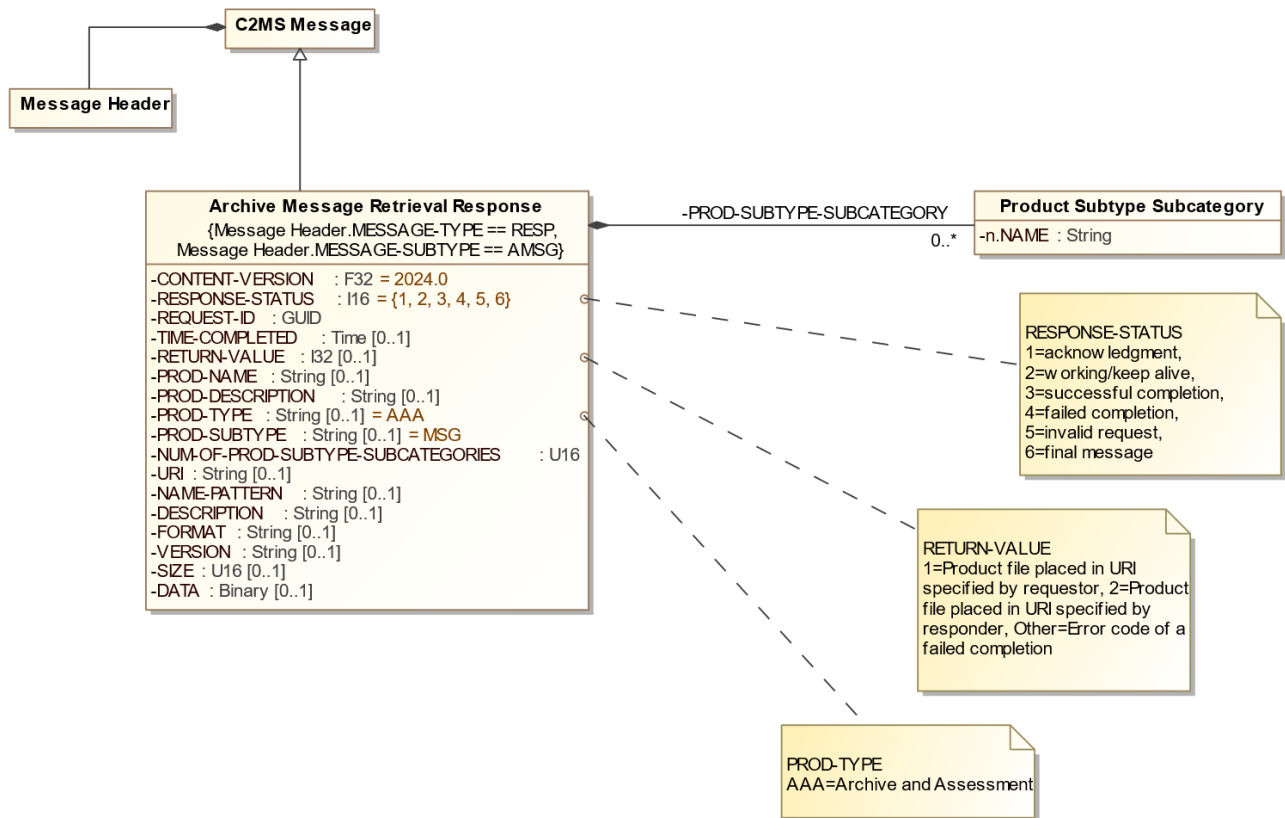 C2MS Message
Message Header
Archive Message Retrieval Response
{Message Header.MESSAGE-TYPE == RESP,
Message Header.MESSAGE-SUBTYPE == AMSG}
-CONTENT-VERSION : F32 = 2024.0
-RESPONSE-STATUS : I16 = {1, 2, 3, 4, 5, 6}
-REQUEST-ID : GUID
-TIME-COMPLETED : Time [0..1]
-RETURN-VALUE : I32 [0..1]
-PROD-NAME : String [0..1]
-PROD-DESCRIPTION : String [0..1]
-PROD-TYPE : String [0..1] = AAA
-PROD-SUBTYPE : String [0..1] = MSG
-NUM-OF-PROD-SUBTYPE-SUBCATEGORIES : U16
-URI : String [0..1]
-NAME-PATTERN : String [0..1]
-DESCRIPTION : String [0..1]
-FORMAT : String [0..1]
-VERSION : String [0..1]
-SIZE : U16 [0..1]
-DATA : Binary [0..1]
-PROD-SUBTYPE-SUBCATEGORY
0..*
Product Subtype Subcategory
-n.NAME : String
RESPONSE-STATUS
1=acknowledgment,
2=working/keep alive,
3=successful completion,
4=failed completion,
5=invalid request,
6=final message
RETURN-VALUE
1=Product file placed in URI
specified by requestor, 2=Product
file placed in URI specified by
responder, Other=Error code of a
failed completion
PROD-TYPE
AAA=Archive and Assessment